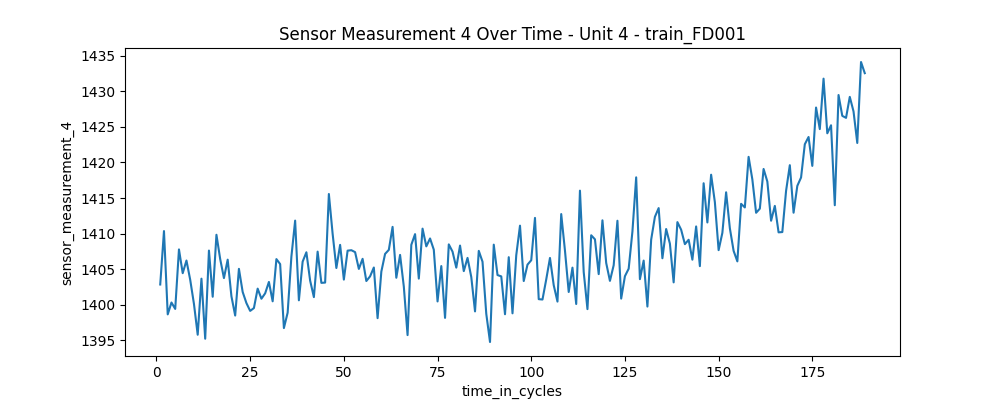 Sensor Measurement 4 Over Time - Unit 4 - train_FD001
sensor_measurement_4
1435
1430
1425
1420
1415
1410
1405
1400
1395
0 25 50 75 100 125 150 175
time_in_cycles